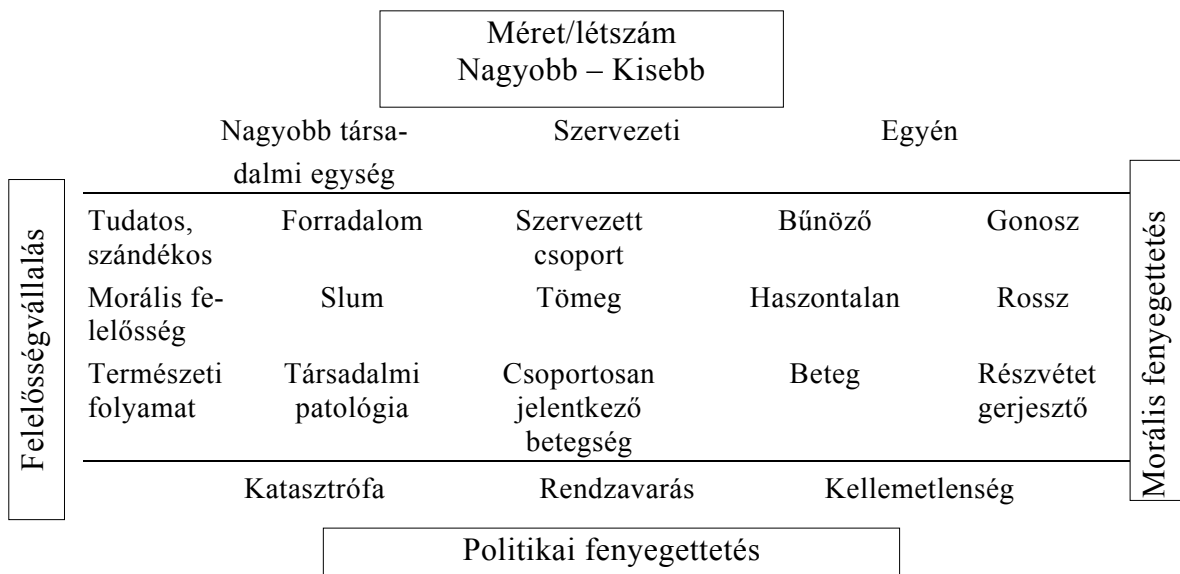 Méret/létszám
Nagyobb – Kisebb
Nagyobb társa-
dalmi egység
Szervezeti
Egyén
Felelősségvállalás
Tudatos,
szándékos
Forradalom
Szervezett
csoport
Bűnöző
Gonosz
Morális fe-
lelősség
Slum
Tömeg
Haszontalan
Rossz
Természeti
folyamat
Társadalmi
patológia
Csoportosan
jelentkező
betegség
Beteg
Részvétet
gerjesztő
Morális fenyegettetés
Katasztrófa
Rendzavarás
Kellemetlenség
Politikai fenyegettetés